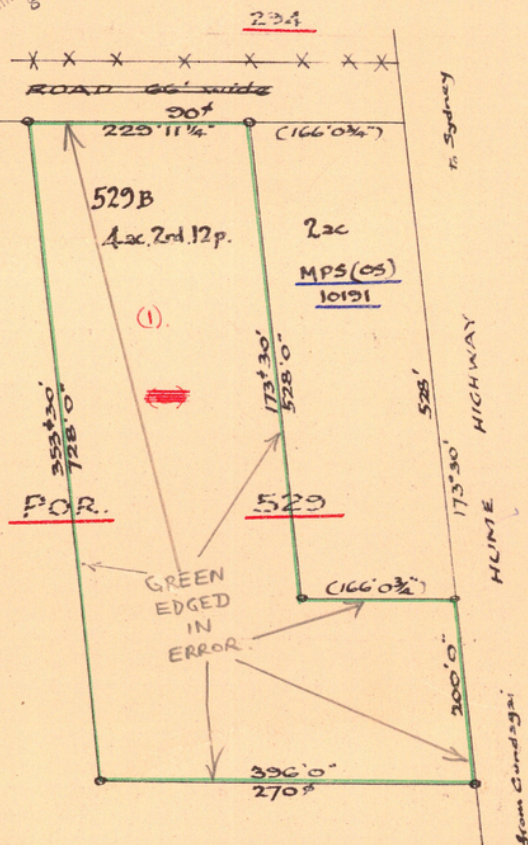 234
ROAD 66' wide
90°
229'11¼"
(166'0¾")
to Sydney
529B
4ac. 2rd. 12p.
2ac
MPS(OS)
10191
(1).
353°30'
728'0"
173°30'
528'0"
528'
173°30'
HUME HIGHWAY
POR.
529
GREEN
EDGED
IN
ERROR.
(166'0¾")
200'0"
396'0"
270°
from Gundagai